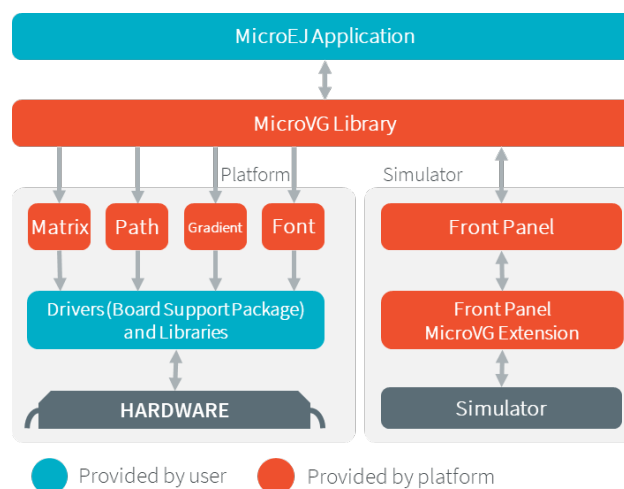 MicroEJ Application
MicroVG Library
Platform
Simulator
Matrix
Path
Gradient
Font
Front Panel
Drivers (Board Support Package)
and Libraries
Front Panel
MicroVG Extension
HARDWARE
Simulator
Provided by user
Provided by platform